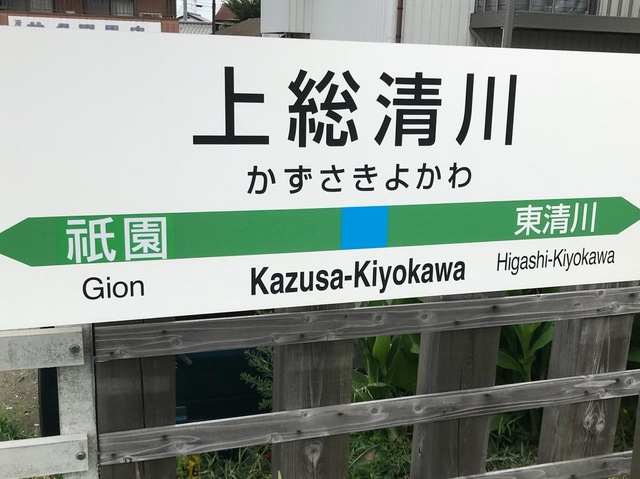 上総清川
かずさきよかわ
祇園
東清川
Gion
Kazusa-Kiyokawa
Higashi-Kiyokawa